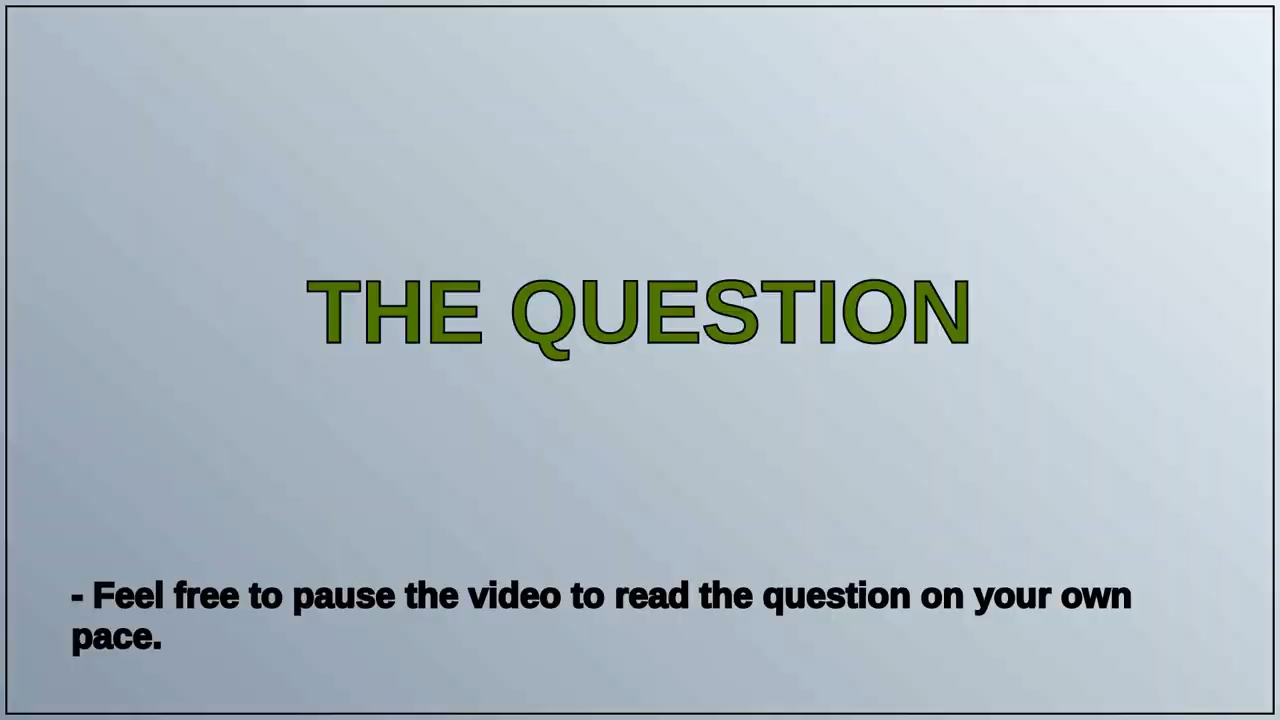 THE QUESTION
- Feel free to pause the video to read the question on your own
pace.